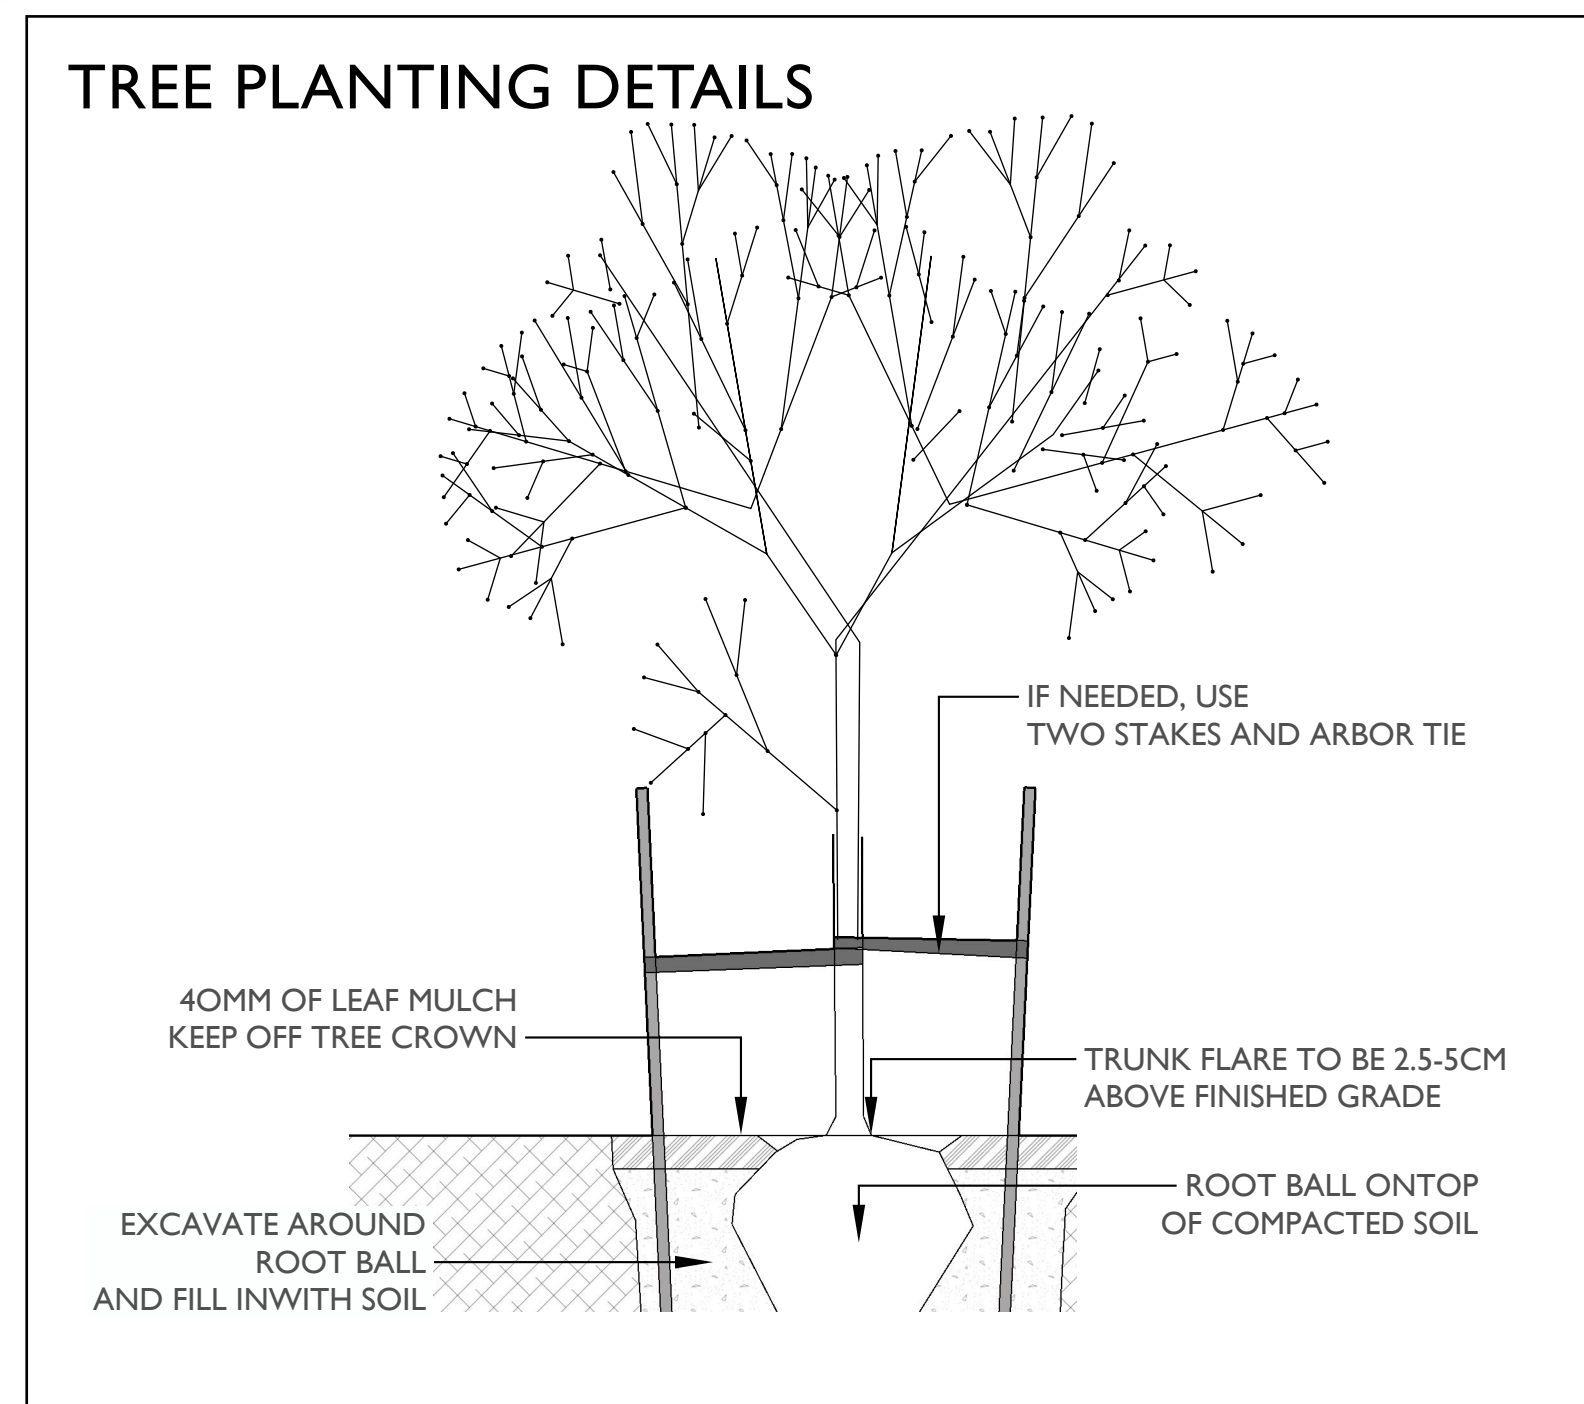 TREE PLANTING DETAILS
IF NEEDED, USE
TWO STAKES AND ARBOR TIE
4OMM OF LEAF MULCH
KEEP OFF TREE CROWN
TRUNK FLARE TO BE 2.5-5CM
ABOVE FINISHED GRADE
ROOT BALL ONTOP
OF COMPACTED SOIL
EXCAVATE AROUND
ROOT BALL
AND FILL INWITH SOIL